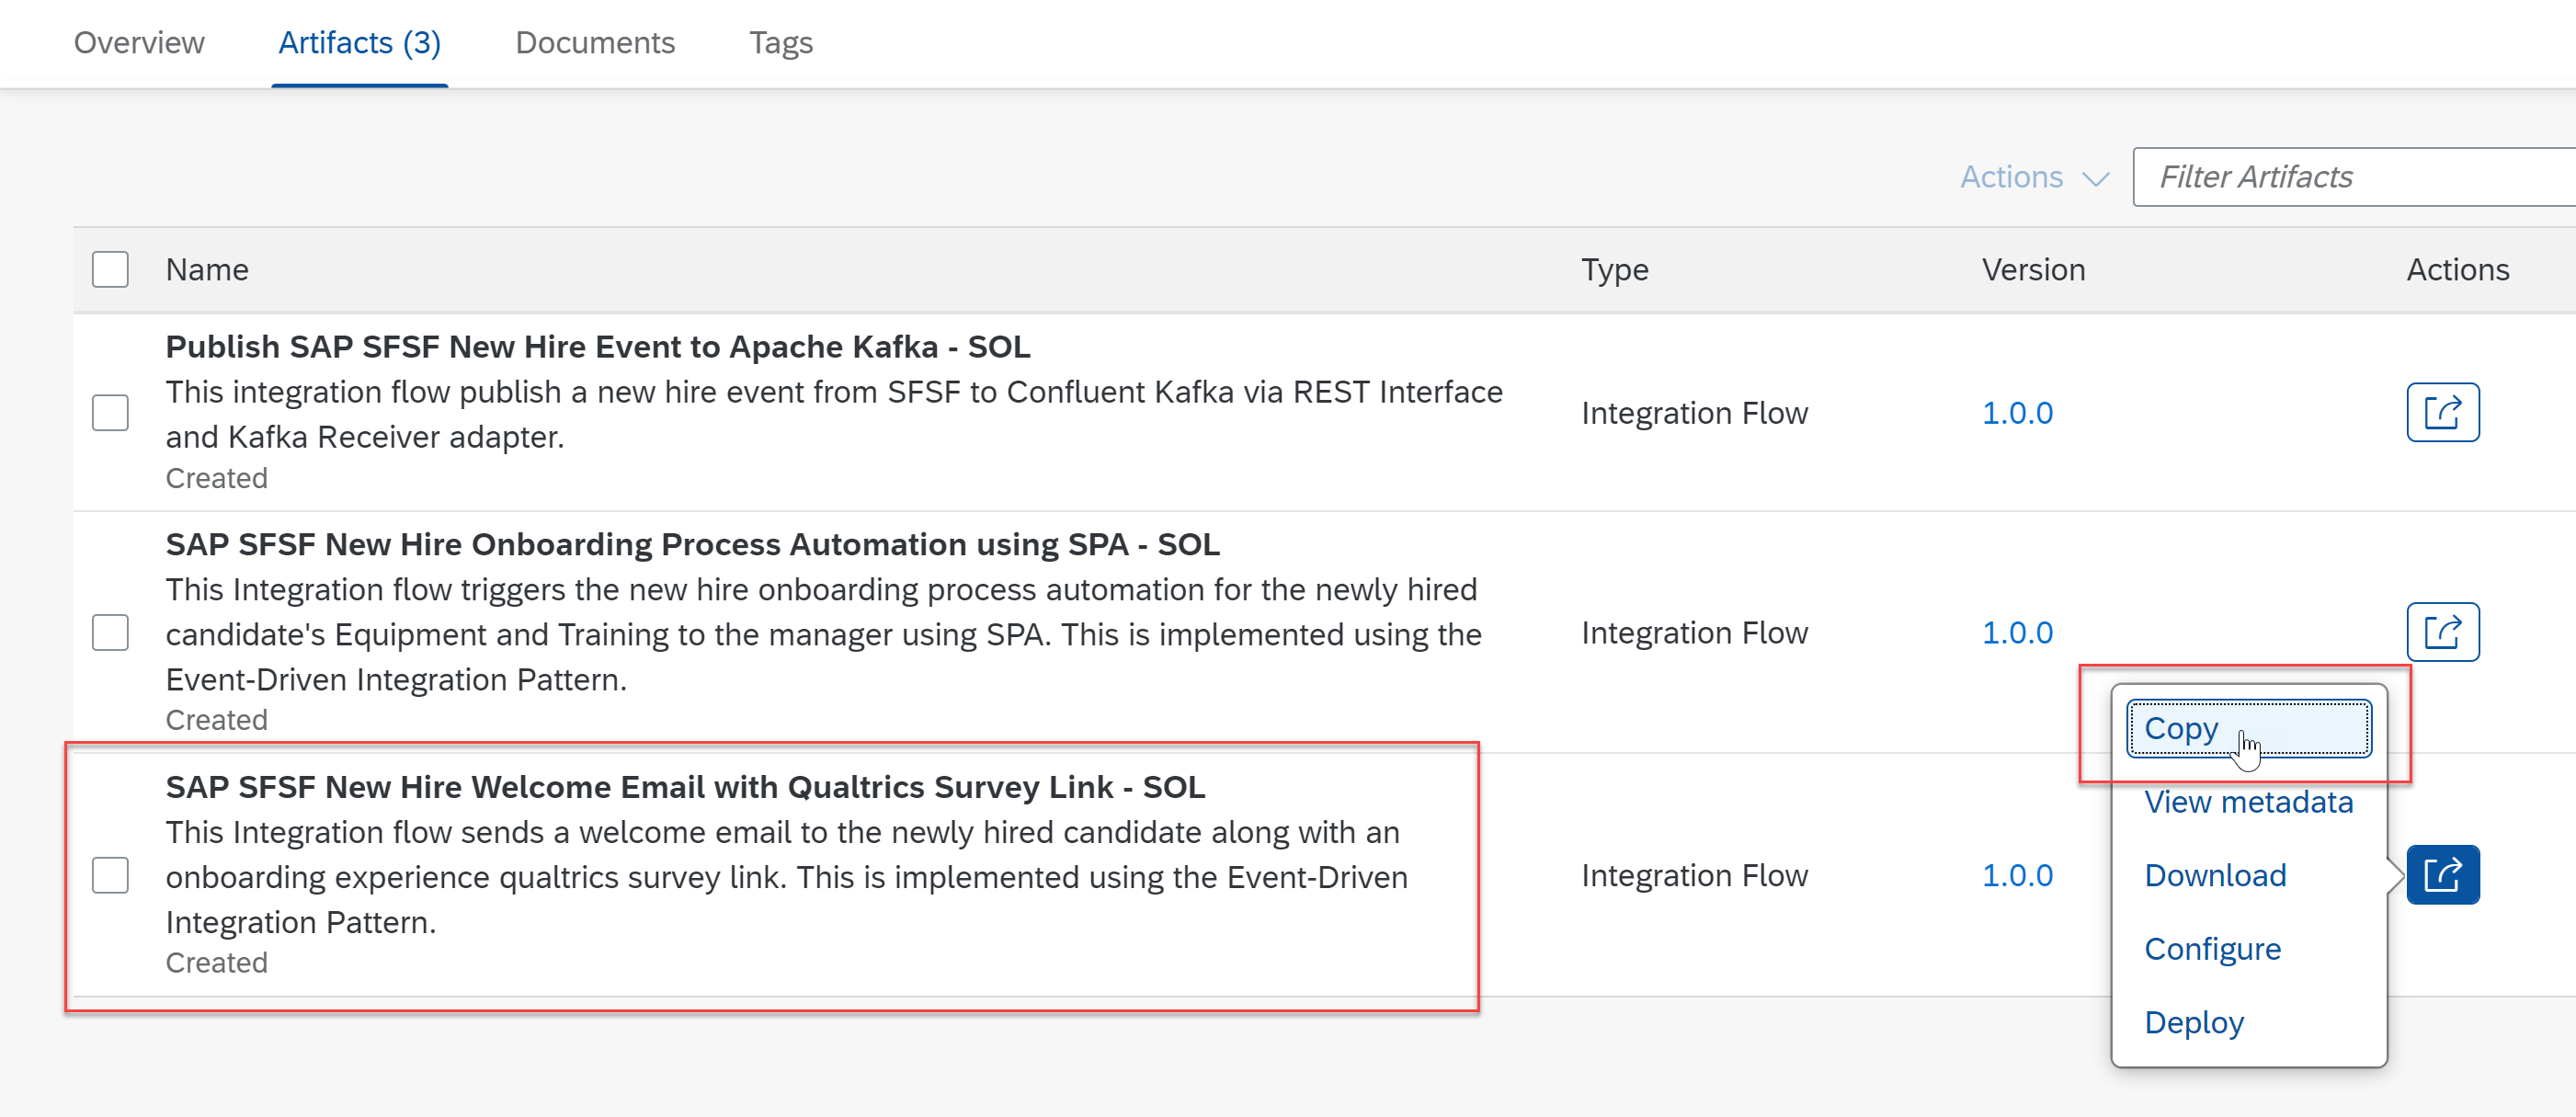 Overview Artifacts (3) Documents Tags
Actions Filter Artifacts
Name Type Version Actions
Publish SAP SFSF New Hire Event to Apache Kafka - SOL
This integration flow publish a new hire event from SFSF to Confluent Kafka via REST Interface
and Kafka Receiver adapter.
Created
Integration Flow 1.0.0
SAP SFSF New Hire Onboarding Process Automation using SPA - SOL
This Integration flow triggers the new hire onboarding process automation for the newly hired
candidate's Equipment and Training to the manager using SPA. This is implemented using the
Event-Driven Integration Pattern.
Created
Integration Flow 1.0.0
SAP SFSF New Hire Welcome Email with Qualtrics Survey Link - SOL
This Integration flow sends a welcome email to the newly hired candidate along with an
onboarding experience qualtrics survey link. This is implemented using the Event-Driven
Integration Pattern.
Created
Integration Flow 1.0.0
Copy
View metadata
Download
Configure
Deploy